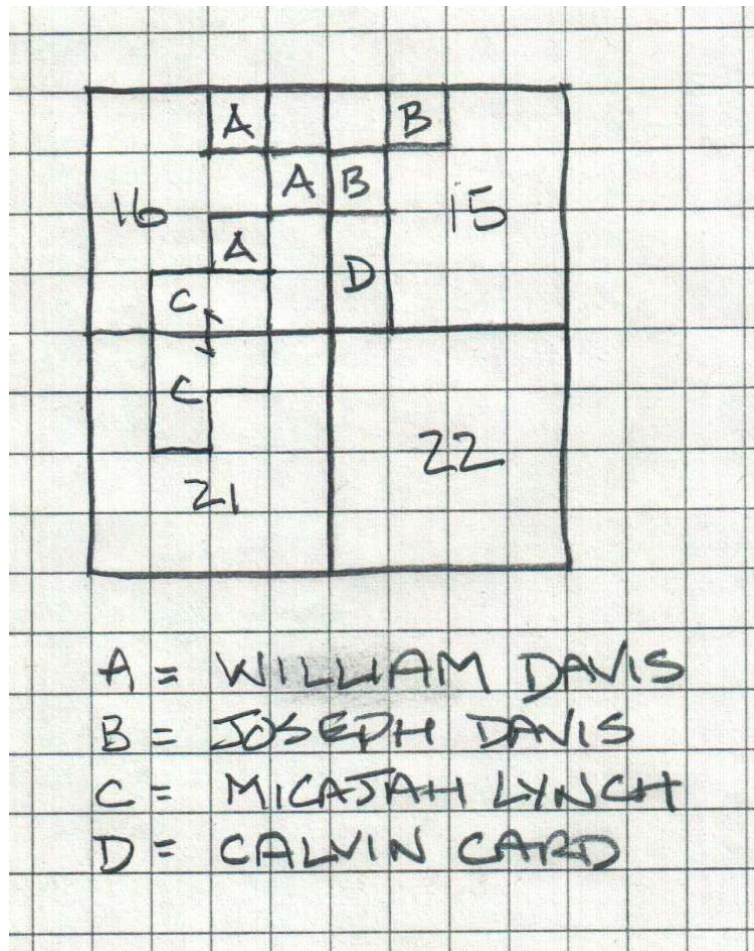 A B
A B
16 15
A
D
C
C
22
21
A = WILLIAM DAVIS
B = JOSEPH DAVIS
C = MICAJAH LYNCH
D = CALVIN CARD